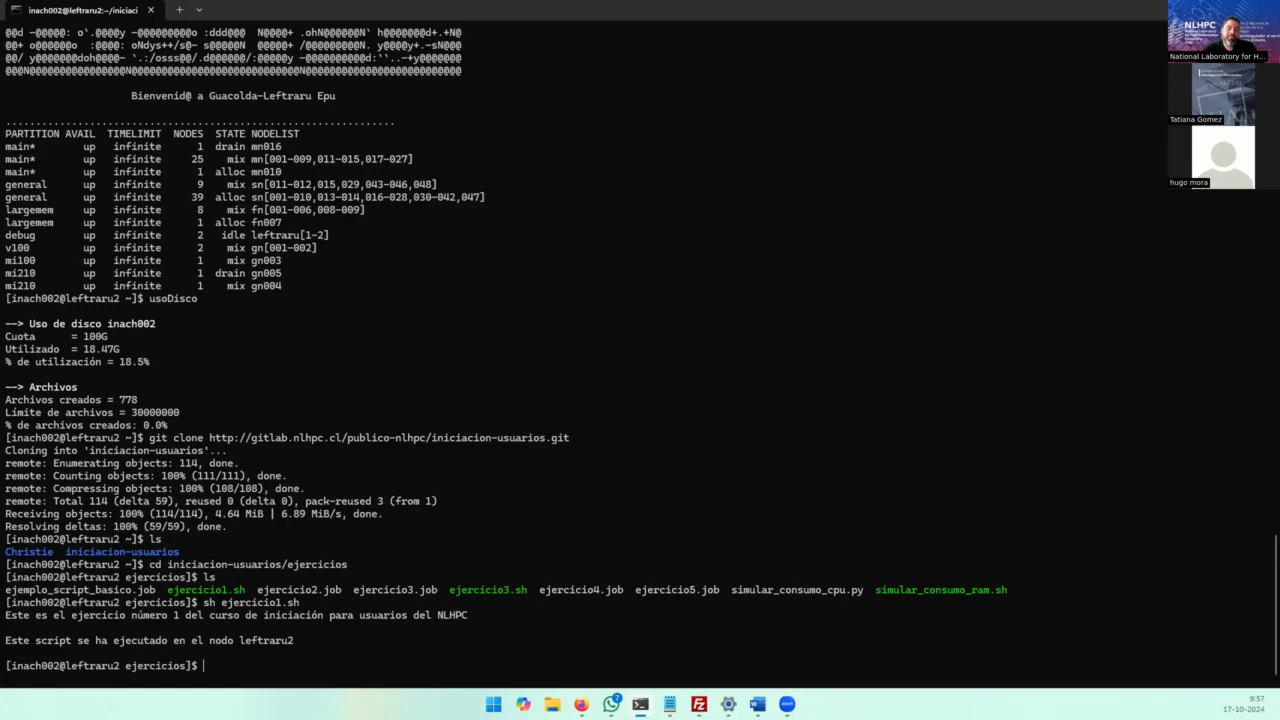 inach002@leftraru2:~/iniciaci
@@d -@@@@@: o`.@@@@y -@@@@@@@@@o :ddd@@@  N@@@@+ .ohN@@@@@@N` h@@@@@@@d+.+N@
@@+ o@@@@@@o  :@@@@: oNdys++/s@- s@@@@@N  @@@@@+ /@@@@@@@@N. y@@@@y+.-sN@@@
@@/ y@@@@@@@doh@@@@- `.:/osss@@/.d@@@@@@/:@@@@@y -@@@@@@@@@@d:`'..-+y@@@@@@@
@@@N@@@@@@@@@@@@@@@@N@@@@@@@@@@@@@@@@@@@@@@@@@@@@N@@@@@@@@@@@@@@@@@@@@@@@@@@
Bienvenid@ a Guacolda-Leftraru Epu
................................................................
PARTITION AVAIL  TIMELIMIT  NODES  STATE NODELIST
main*        up   infinite      1  drain mn016
main*        up   infinite     25    mix mn[001-009,011-015,017-027]
main*        up   infinite      1  alloc mn010
general      up   infinite      9    mix sn[011-012,015,029,043-046,048]
general      up   infinite     39  alloc sn[001-010,013-014,016-028,030-042,047]
largemem     up   infinite      8    mix fn[001-006,008-009]
largemem     up   infinite      1  alloc fn007
debug        up   infinite      2   idle leftraru[1-2]
v100         up   infinite      2    mix gn[001-002]
mi100        up   infinite      1    mix gn003
mi210        up   infinite      1  drain gn005
mi210        up   infinite      1    mix gn004
[inach002@leftraru2 ~]$ usoDisco
--> Uso de disco inach002
Cuota      = 100G
Utilizado  = 18.47G
% de utilización = 18.5%
--> Archivos
Archivos creados = 778
Límite de archivos = 30000000
% de archivos creados: 0.0%
[inach002@leftraru2 ~]$ git clone http://gitlab.nlhpc.cl/publico-nlhpc/iniciacion-usuarios.git
Cloning into 'iniciacion-usuarios'...
remote: Enumerating objects: 114, done.
remote: Counting objects: 100% (111/111), done.
remote: Compressing objects: 100% (108/108), done.
remote: Total 114 (delta 59), reused 0 (delta 0), pack-reused 3 (from 1)
Receiving objects: 100% (114/114), 4.64 MiB | 6.89 MiB/s, done.
Resolving deltas: 100% (59/59), done.
[inach002@leftraru2 ~]$ ls
Christie  iniciacion-usuarios
[inach002@leftraru2 ~]$ cd iniciacion-usuarios/ejercicios
[inach002@leftraru2 ejercicios]$ ls
ejemplo_script_basico.job  ejercicio1.sh  ejercicio2.job  ejercicio3.job  ejercicio3.sh  ejercicio4.job  ejercicio5.job  simular_consumo_cpu.py  simular_consumo_ram.sh
[inach002@leftraru2 ejercicios]$ sh ejercicio1.sh
Este es el ejercicio número 1 del curso de iniciación para usuarios del NLHPC
Este script se ha ejecutado en el nodo leftraru2
[inach002@leftraru2 ejercicios]$
NLHPC
National Laboratory for H...
Tatiana Gomez
hugo mora
7
zoom
9:57
17-10-2024